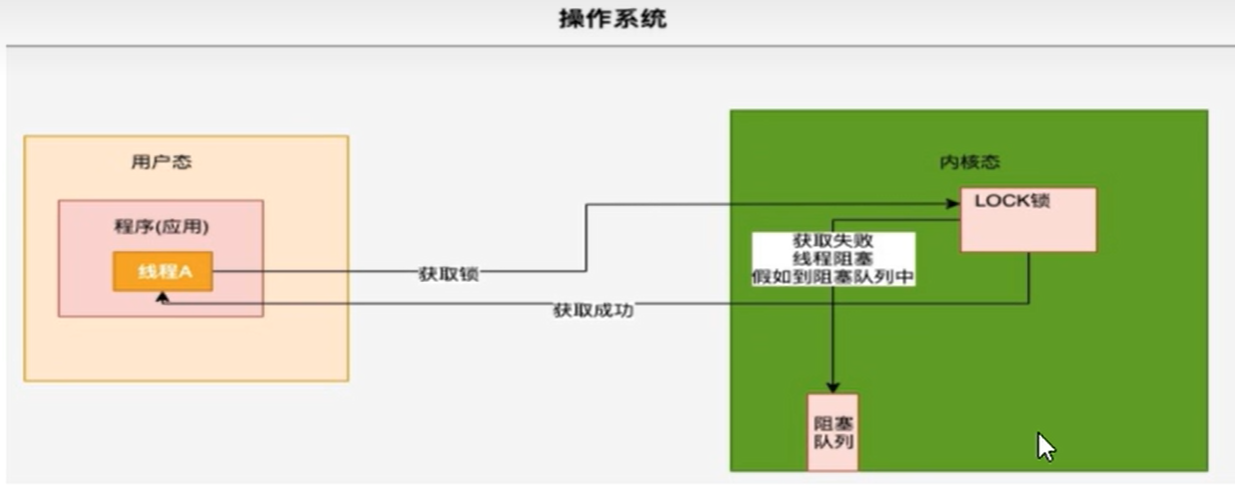 操作系统
用户态
程序(应用)
线程A
获取锁
获取成功
内核态
LOCK锁
获取失败
线程阻塞
假如到阻塞队列中
阻塞
队列